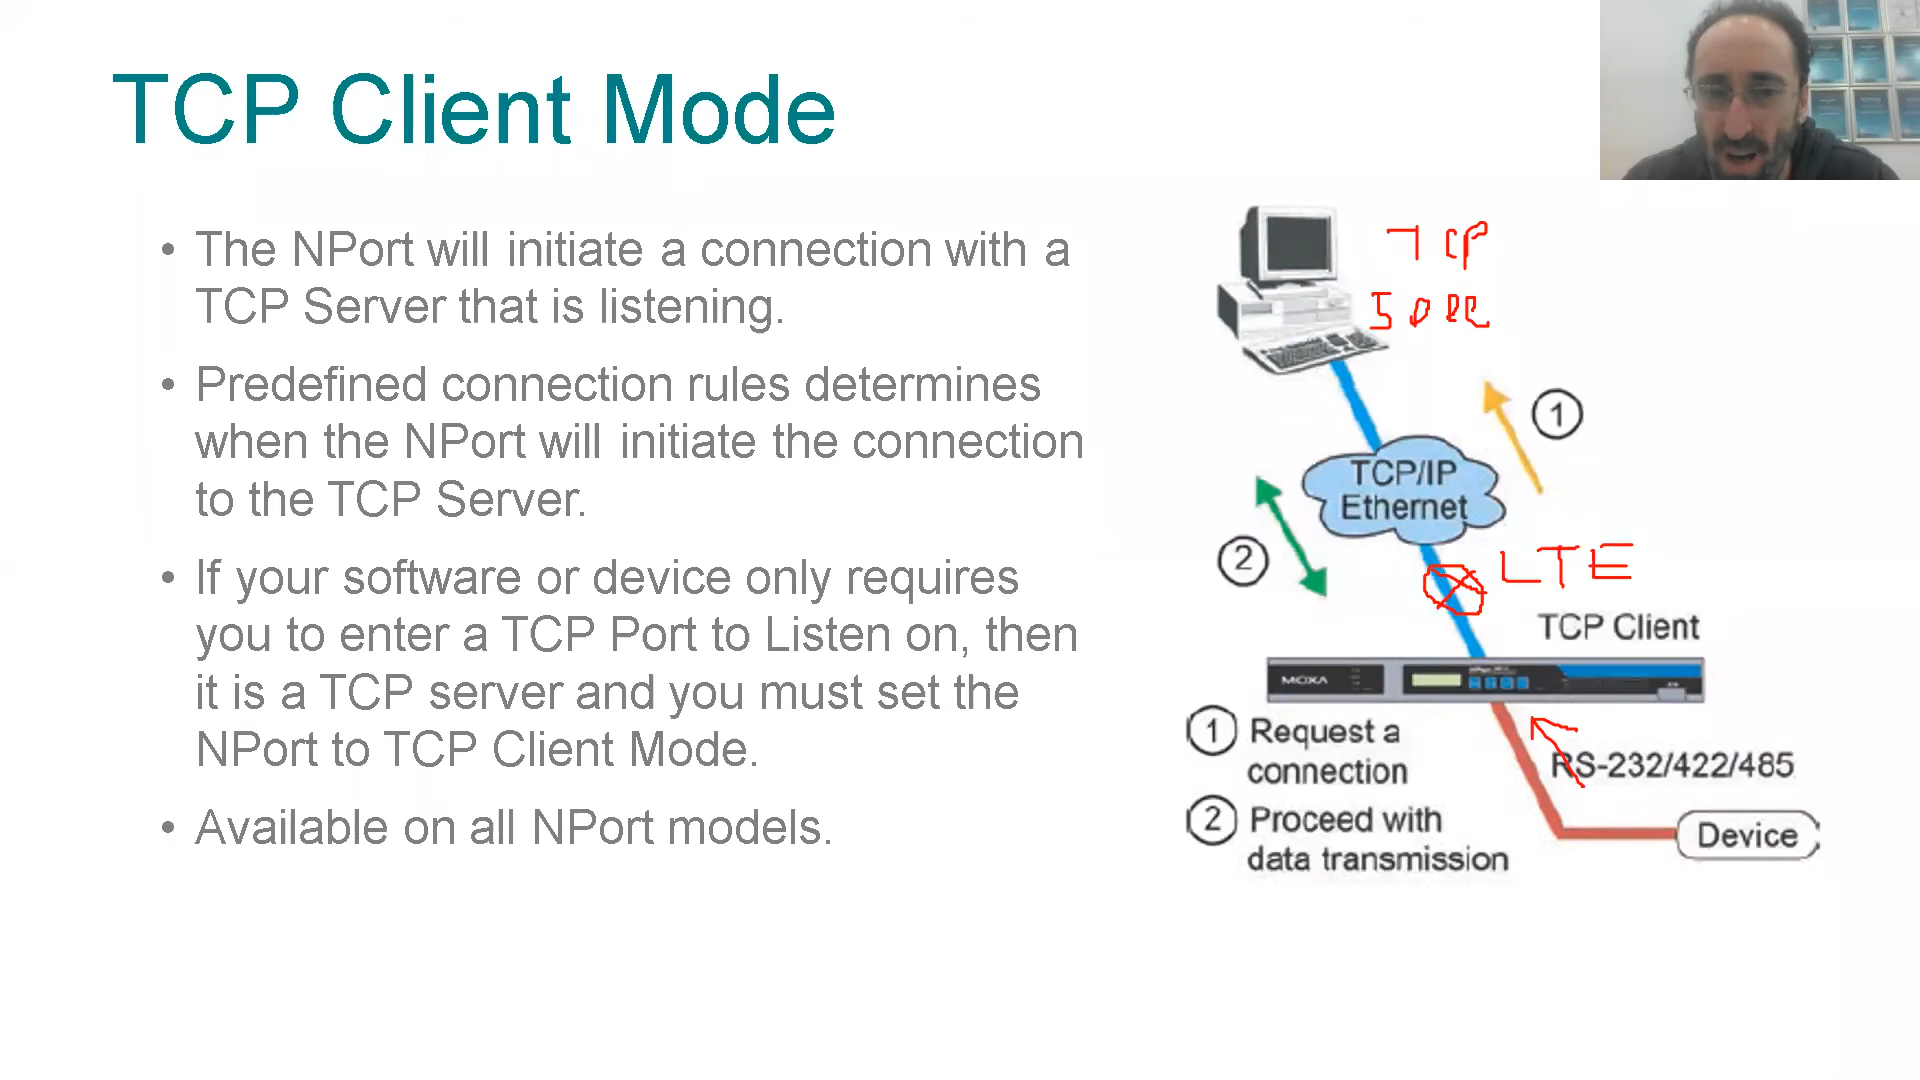 TCP Client Mode
• The NPort will initiate a connection with a
TCP Server that is listening.
• Predefined connection rules determines
when the NPort will initiate the connection
to the TCP Server.
• If your software or device only requires
you to enter a TCP Port to Listen on, then
it is a TCP server and you must set the
NPort to TCP Client Mode.
• Available on all NPort models.
TCP
1
TCP/IP
Ethernet
2
LTE
TCP Client
MOXA
1 Request a
connection
RS-232/422/485
2 Proceed with
data transmission
Device